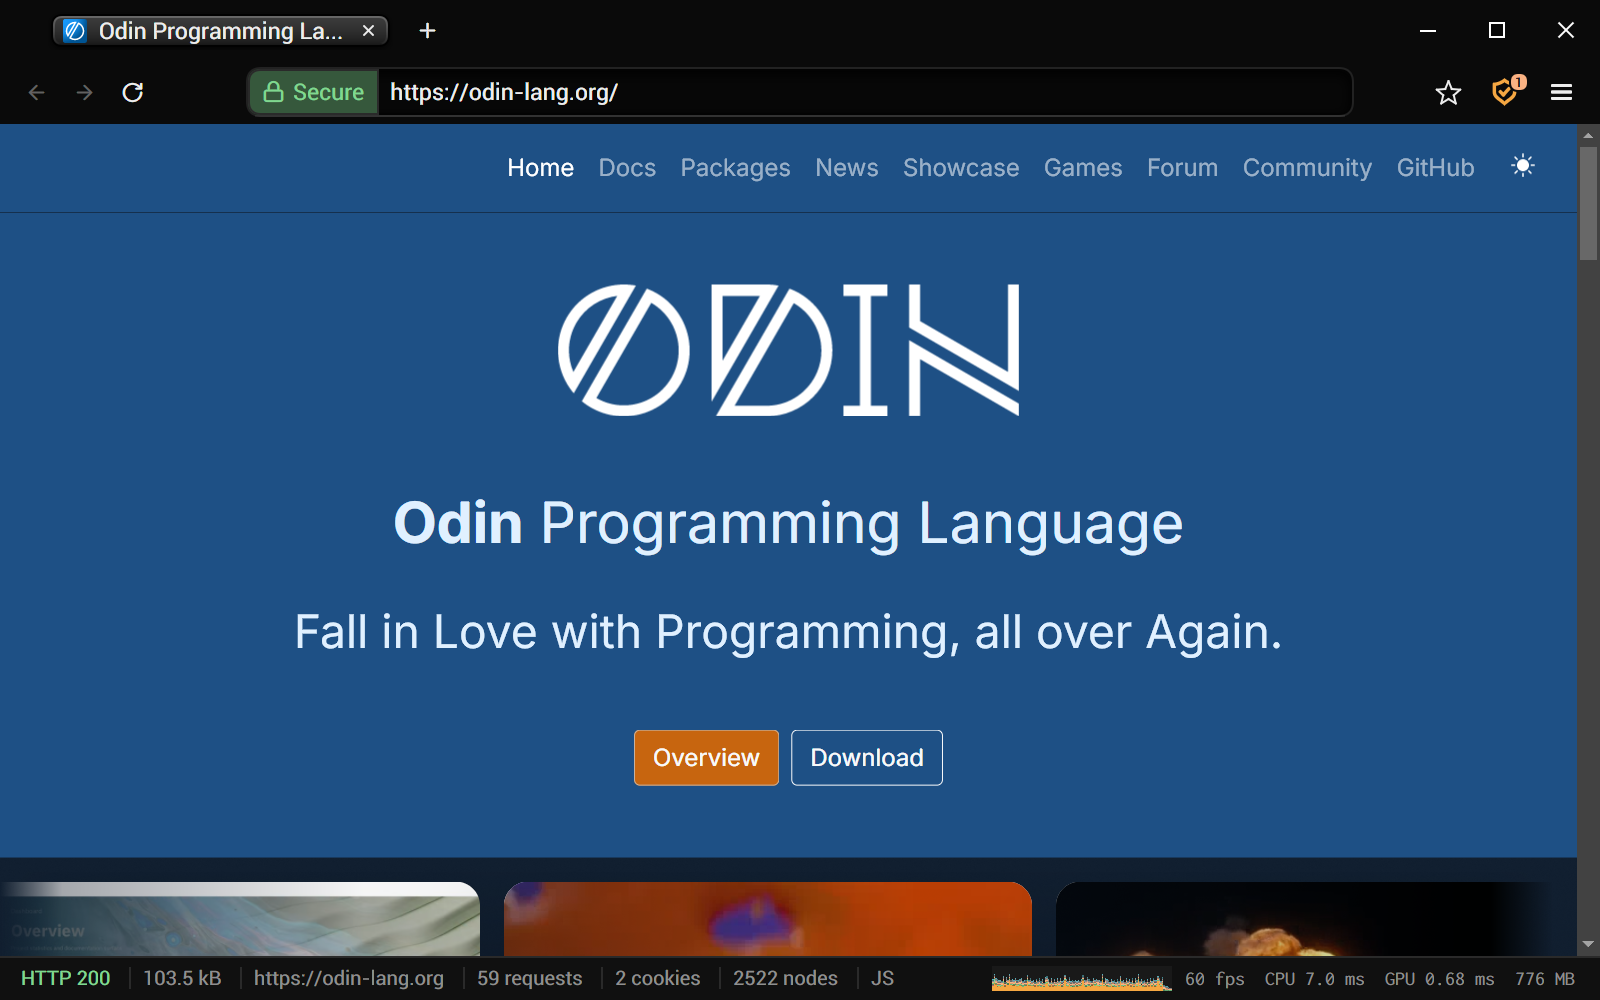 Odin Programming La...
Secure https://odin-lang.org/ 1
Home Docs Packages News Showcase Games Forum Community GitHub
ODIN
Odin Programming Language
Fall in Love with Programming, all over Again.
Overview Download
Overview
HTTP 200 103.5 kB https://odin-lang.org 59 requests 2 cookies 2522 nodes JS 60 fps CPU 7.0 ms GPU 0.68 ms 776 MB